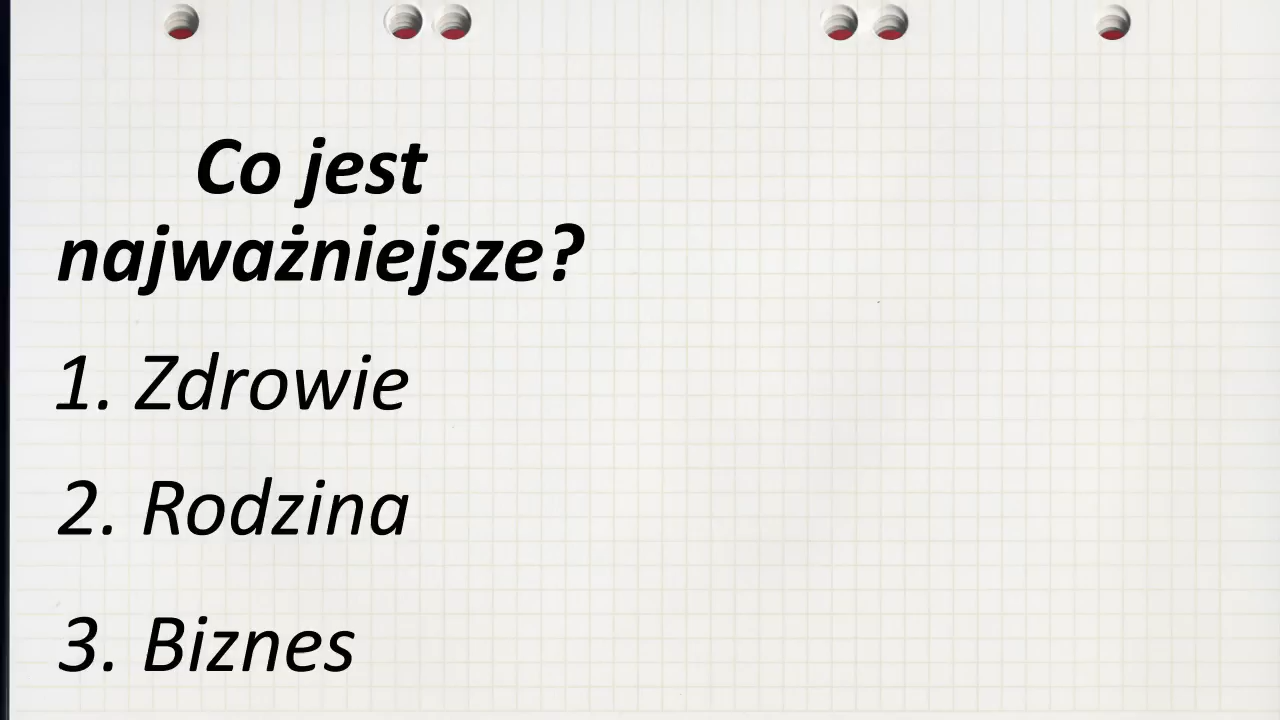 Co jest
najważniejsze?
1. Zdrowie
2. Rodzina
3. Biznes